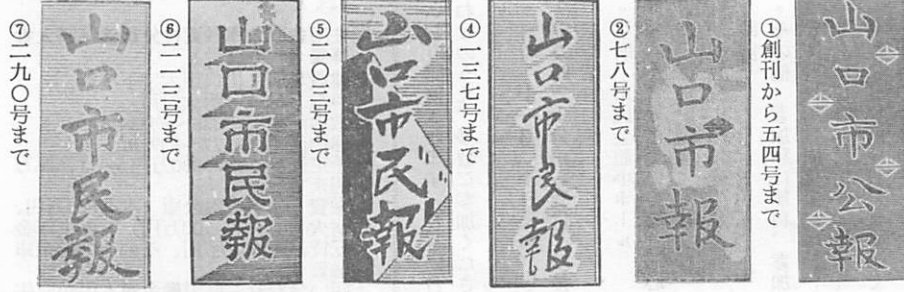 山口市公報
①創刊から五四号まで
山口市報
②七八号まで
山口市民報
④一三七号まで
山口市民報
⑤二〇三号まで
山口市民報
⑥二一三号まで
山口市民報
⑦二九〇号まで